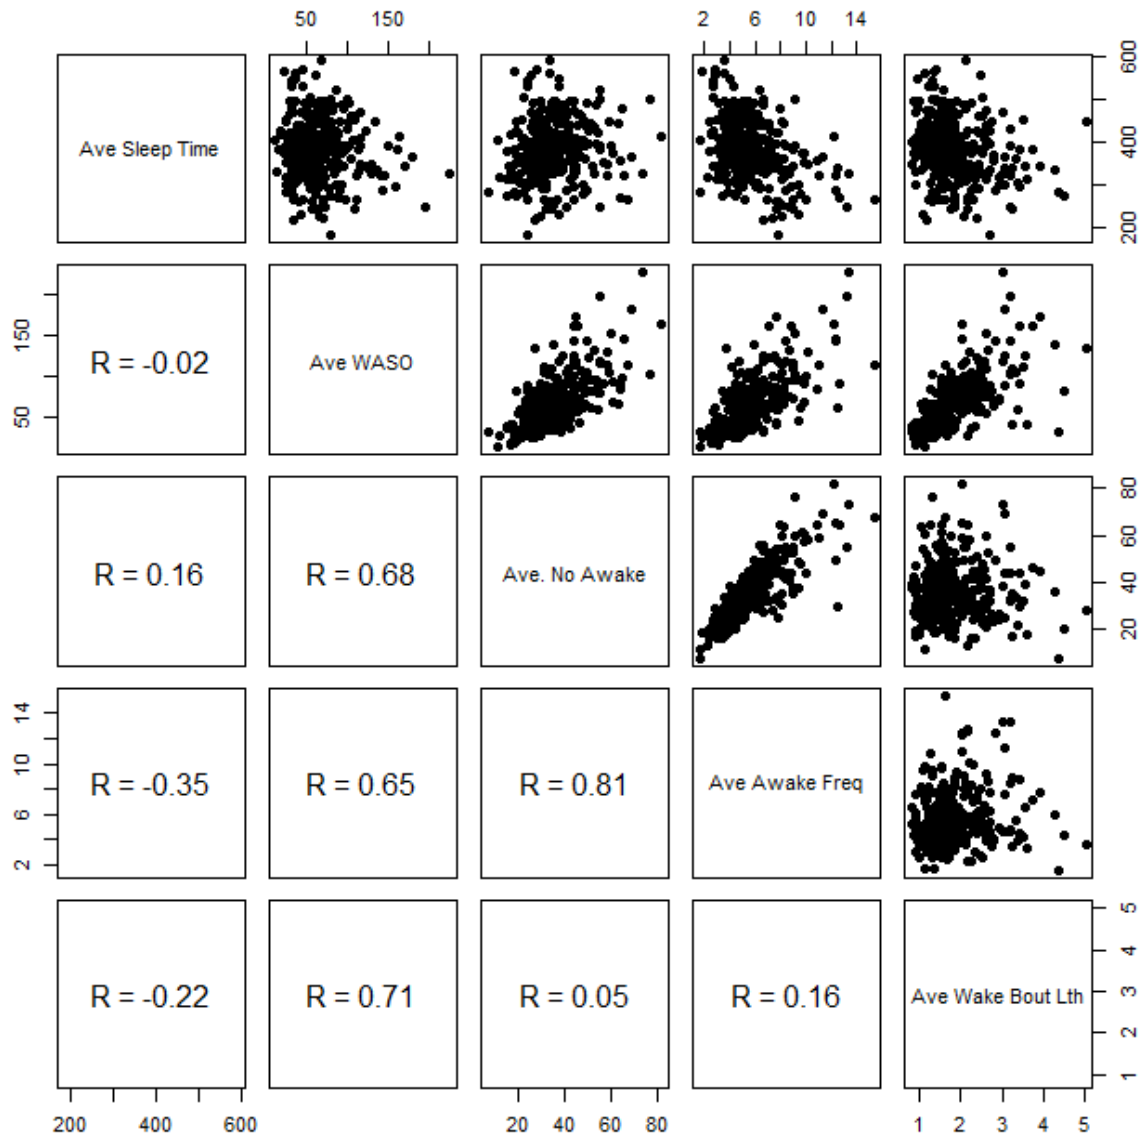 50 150 2 6 10 14
Ave Sleep Time
600
400
200
150
50
R = -0.02
Ave WASO
R = 0.16
R = 0.68
Ave. No Awake
80
60
40
20
14
10
6
2
R = -0.35
R = 0.65
R = 0.81
Ave Awake Freq
R = -0.22
R = 0.71
R = 0.05
R = 0.16
Ave Wake Bout Lth
5
4
3
2
1
200 400 600 20 40 60 80 1 2 3 4 5